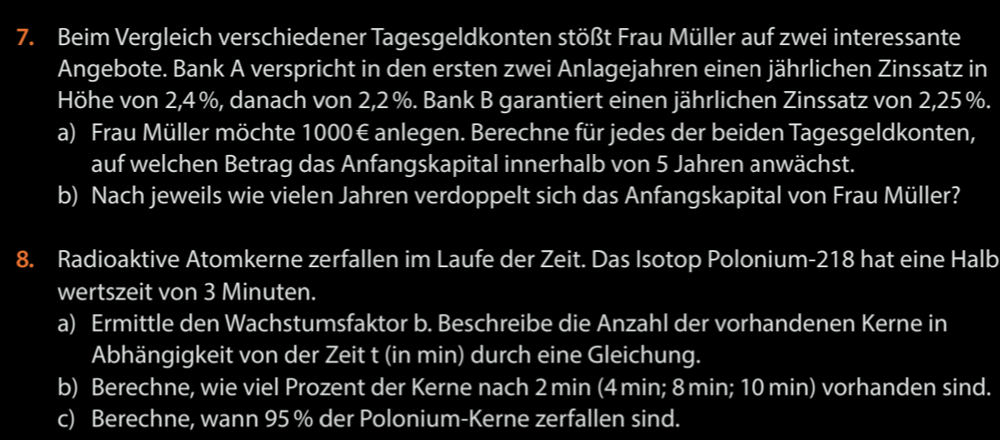 7. Beim Vergleich verschiedener Tagesgeldkonten stößt Frau Müller auf zwei interessante
Angebote. Bank A verspricht in den ersten zwei Anlagejahren einen jährlichen Zinssatz in
Höhe von 2,4 %, danach von 2,2 %. Bank B garantiert einen jährlichen Zinssatz von 2,25 %.
a) Frau Müller möchte 1000 € anlegen. Berechne für jedes der beiden Tagesgeldkonten,
auf welchen Betrag das Anfangskapital innerhalb von 5 Jahren anwächst.
b) Nach jeweils wie vielen Jahren verdoppelt sich das Anfangskapital von Frau Müller?
8. Radioaktive Atomkerne zerfallen im Laufe der Zeit. Das Isotop Polonium-218 hat eine Halb
wertszeit von 3 Minuten.
a) Ermittle den Wachstumsfaktor b. Beschreibe die Anzahl der vorhandenen Kerne in
Abhängigkeit von der Zeit t (in min) durch eine Gleichung.
b) Berechne, wie viel Prozent der Kerne nach 2 min (4 min; 8 min; 10 min) vorhanden sind.
c) Berechne, wann 95 % der Polonium-Kerne zerfallen sind.